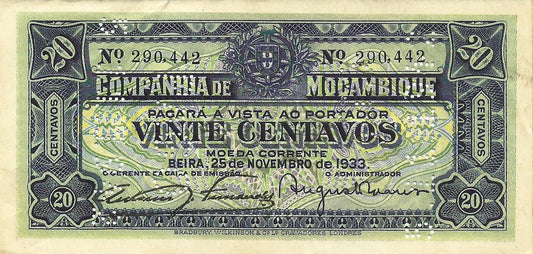 20 Nº 290,442 Nº 290,442 20
COMPANHIA DE MOÇAMBIQUE
PAGARÁ Á VISTA AO PORTADOR
CENTAVOS VINTE CENTAVOS CENTAVOS
MOEDA CORRENTE
BEIRA, 25 DE NOVEMBRO de 1933
O GERENTE DA CAIXA DE EMISSÃO, O ADMINISTRADOR
20 20
BRADBURY, WILKINSON & Cº Lº GRAVADORES, LONDRES